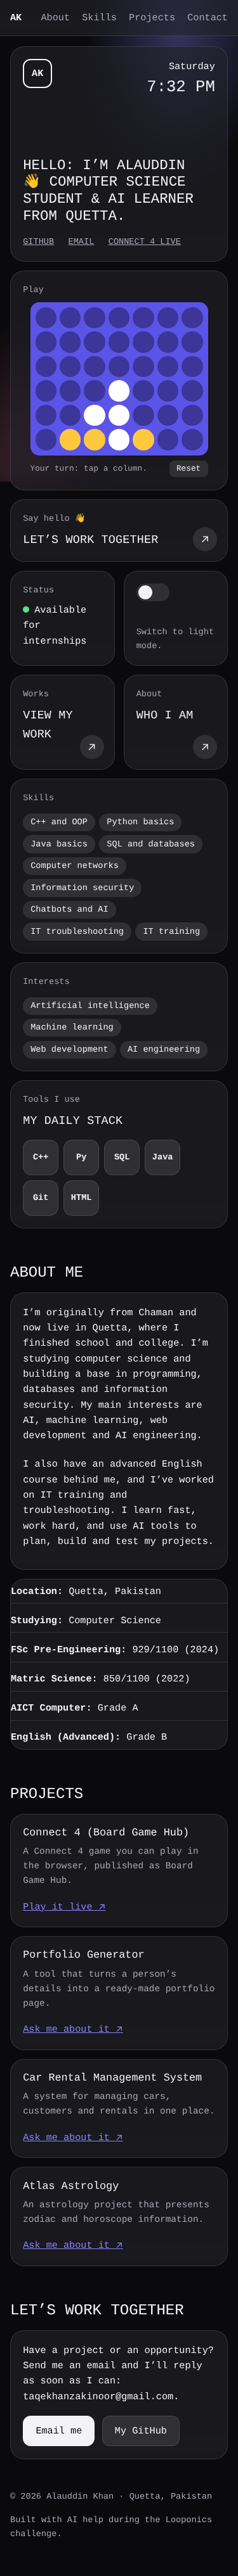 AK About Skills Projects Contact
AK
Saturday
7:32 PM
HELLO: I’M ALAUDDIN
👋 COMPUTER SCIENCE
STUDENT & AI LEARNER
FROM QUETTA.
GITHUB EMAIL CONNECT 4 LIVE
Play
Your turn: tap a column. Reset
Say hello 👋
LET’S WORK TOGETHER ↗
Status
Available
for
internships
Switch to light
mode.
Works
VIEW MY
WORK ↗
About
WHO I AM
↗
Skills
C++ and OOP Python basics
Java basics SQL and databases
Computer networks
Information security
Chatbots and AI
IT troubleshooting IT training
Interests
Artificial intelligence
Machine learning
Web development AI engineering
Tools I use
MY DAILY STACK
C++ Py SQL Java
Git HTML
ABOUT ME
I’m originally from Chaman and
now live in Quetta, where I
finished school and college. I’m
studying computer science and
building a base in programming,
databases and information
security. My main interests are
AI, machine learning, web
development and AI engineering.
I also have an advanced English
course behind me, and I’ve worked
on IT training and
troubleshooting. I learn fast,
work hard, and use AI tools to
plan, build and test my projects.
Location: Quetta, Pakistan
Studying: Computer Science
FSc Pre-Engineering: 929/1100 (2024)
Matric Science: 850/1100 (2022)
AICT Computer: Grade A
English (Advanced): Grade B
PROJECTS
Connect 4 (Board Game Hub)
A Connect 4 game you can play in
the browser, published as Board
Game Hub.
Play it live ↗
Portfolio Generator
A tool that turns a person’s
details into a ready-made portfolio
page.
Ask me about it ↗
Car Rental Management System
A system for managing cars,
customers and rentals in one place.
Ask me about it ↗
Atlas Astrology
An astrology project that presents
zodiac and horoscope information.
Ask me about it ↗
LET’S WORK TOGETHER
Have a project or an opportunity?
Send me an email and I’ll reply
as soon as I can:
taqekhanzakinoor@gmail.com.
Email me My GitHub
© 2026 Alauddin Khan · Quetta, Pakistan
Built with AI help during the Looponics
challenge.